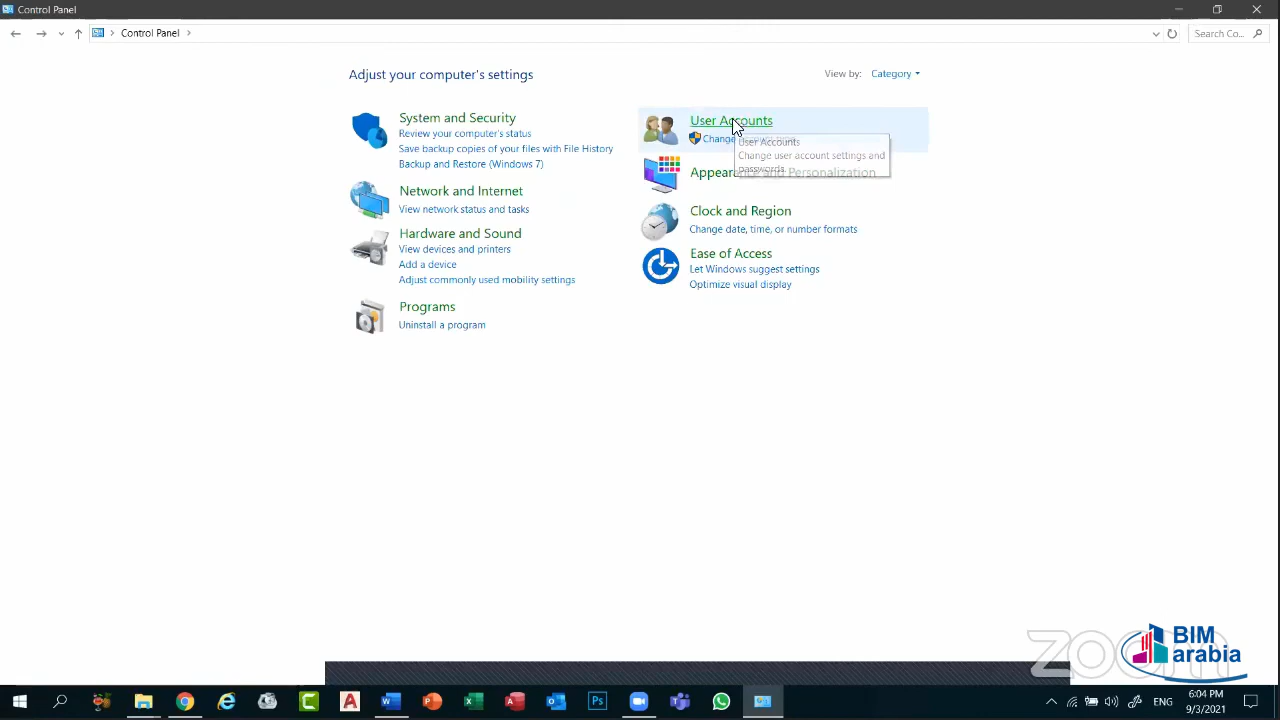 Control Panel
Control Panel
Search Co...
Adjust your computer's settings
View by: Category
System and Security
Review your computer's status
Save backup copies of your files with File History
Backup and Restore (Windows 7)
Network and Internet
View network status and tasks
Hardware and Sound
View devices and printers
Add a device
Adjust commonly used mobility settings
Programs
Uninstall a program
User Accounts
Change
User Accounts
Change user account settings and
passwords.
Appearance and Personalization
Clock and Region
Change date, time, or number formats
Ease of Access
Let Windows suggest settings
Optimize visual display
zoom
BIM
arabia
ENG
6:04 PM
9/3/2021